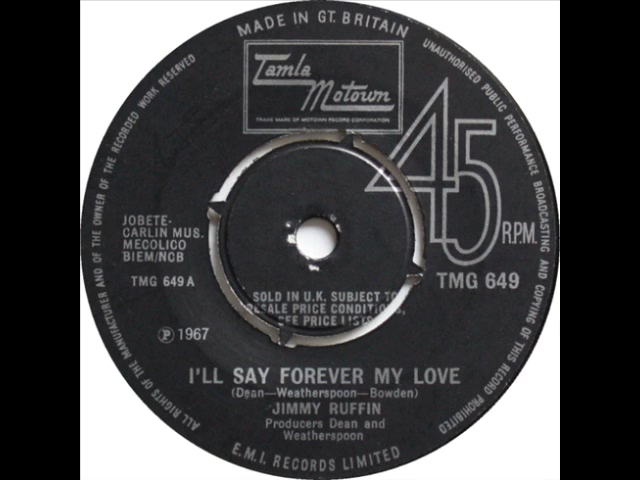 MADE IN GT. BRITAIN
UNAUTHORISED PUBLIC PERFORMANCE BROADCASTING AND COPYING OF THIS RECORD PROHIBITED
ALL RIGHTS OF THE MANUFACTURER AND OF THE OWNER OF THE RECORDED WORK RESERVED
Tamla
Motown
TRADE MARK OF MOTOWN RECORD CORPORATION
45
R.P.M.
JOBETE-
CARLIN MUS.
MECOLICO
BIEM/NCB
TMG 649 A
TMG 649
SOLD IN U.K. SUBJECT TO
RESALE PRICE CONDITIONS,
SEE PRICE LISTS
Ⓟ 1967
I'LL SAY FOREVER MY LOVE
(Dean—Weatherspoon—Bowden)
JIMMY RUFFIN
Producers Dean and
Weatherspoon
E.M.I. RECORDS LIMITED